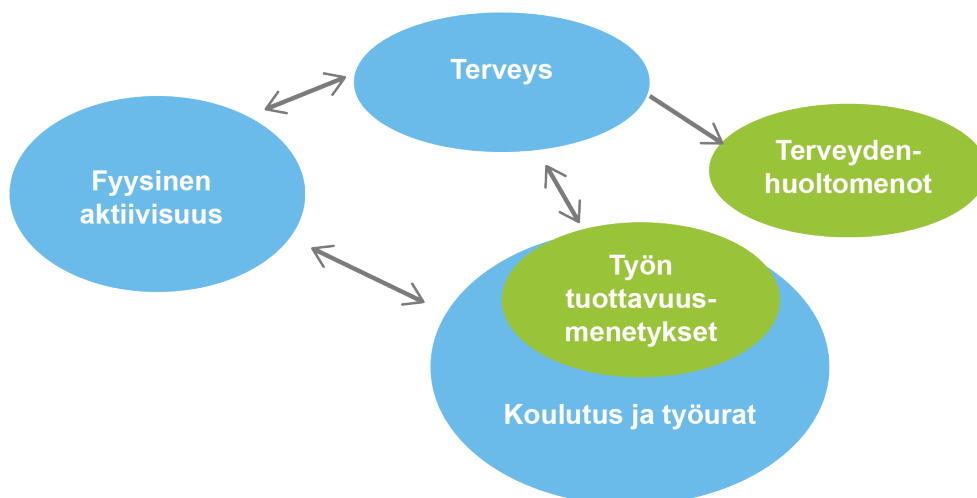 Terveys
Terveyden-
huoltomenot
Fyysinen
aktiivisuus
Työn
tuottavuus-
menetykset
Koulutus ja työurat